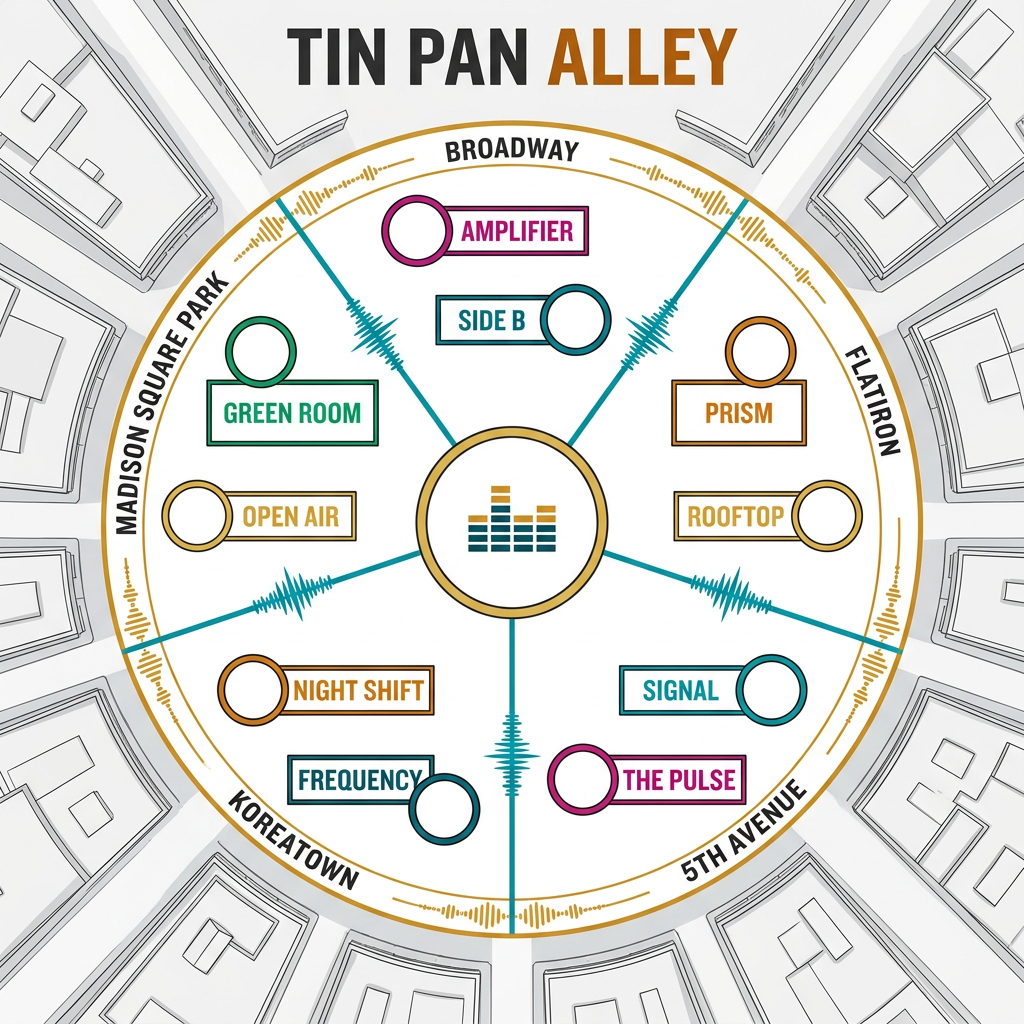 TIN PAN ALLEY
BROADWAY
AMPLIFIER
SIDE B
MADISON SQUARE PARK
GREEN ROOM
OPEN AIR
FLATIRON
PRISM
ROOFTOP
NIGHT SHIFT
FREQUENCY
KOREATOWN
SIGNAL
THE PULSE
5TH AVENUE